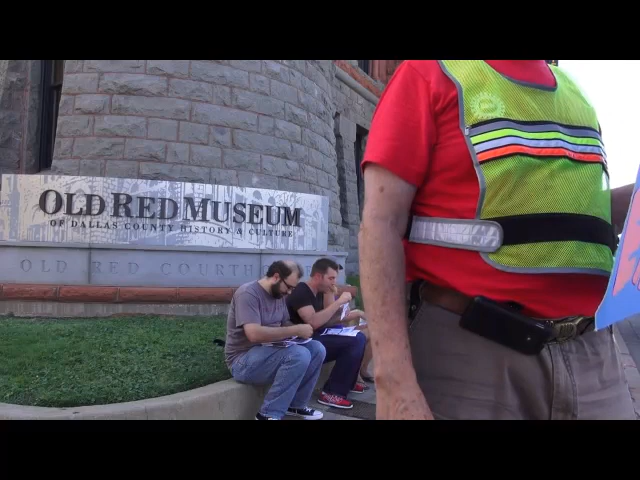 OLD RED MUSEUM
OF DALLAS COUNTY HISTORY & CULTURE
OLD RED COURTH